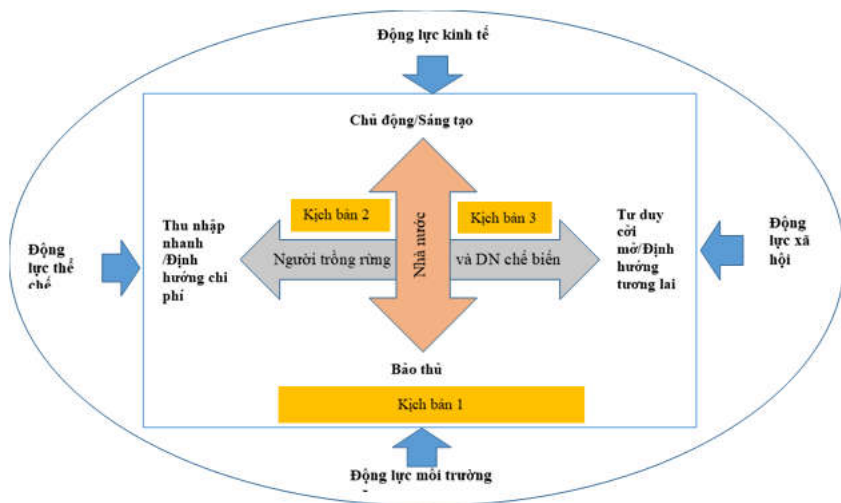 Động lực kinh tế
Chủ động/Sáng tạo
Kịch bản 2
Kịch bản 3
Thu nhập
nhanh
/Định
hướng chi
phí
Người trồng rừng
Nhà nước
và DN chế biến
Tư duy
cởi
mở/Định
hướng
tương lai
Động
lực thể
chế
Động
lực xã
hội
Bảo thủ
Kịch bản 1
Động lực môi trường